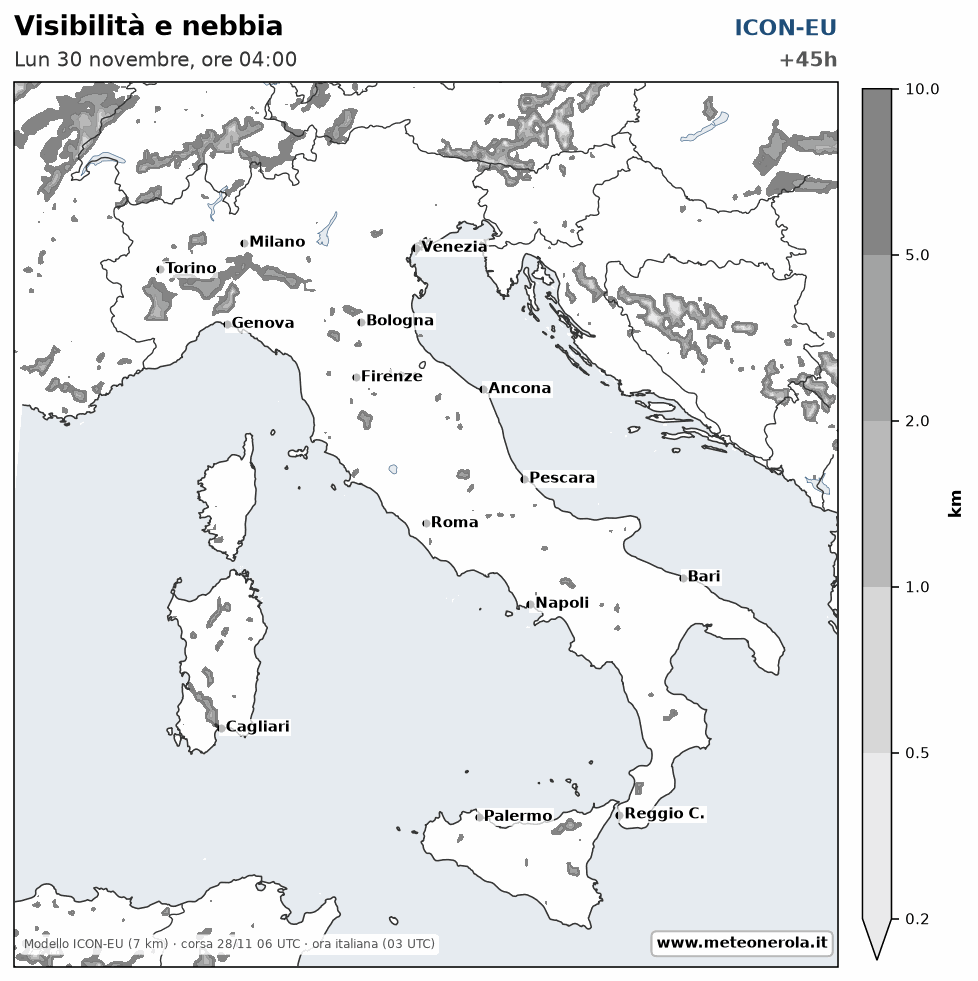 Visibilità e nebbia
ICON-EU
Lun 30 novembre, ore 04:00
+45h
10.0
5.0
2.0
1.0
0.5
0.2
km
Milano
Venezia
Torino
Genova
Bologna
Firenze
Ancona
Pescara
Roma
Bari
Napoli
Cagliari
Palermo
Reggio C.
Modello ICON-EU (7 km) · corsa 28/11 06 UTC · ora italiana (03 UTC)
www.meteonerola.it